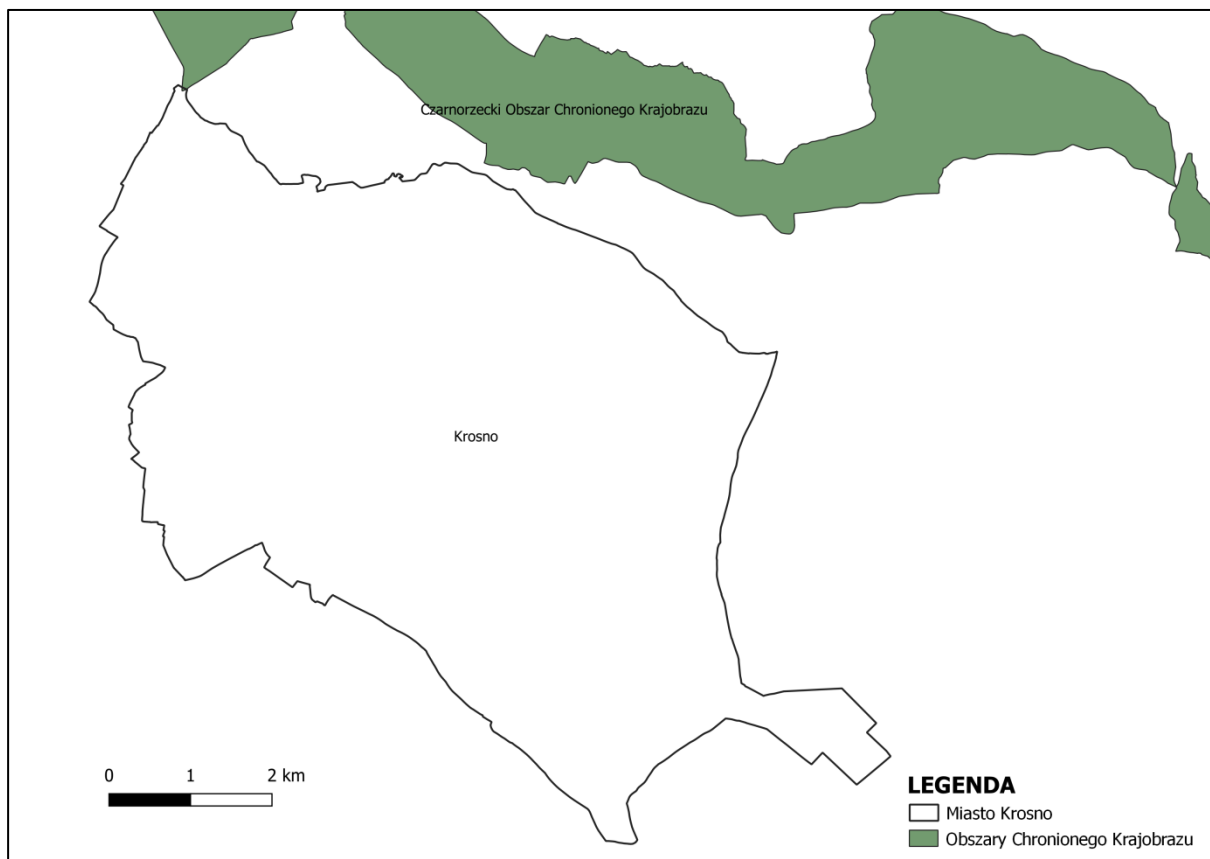 Czarnorzecki Obszar Chronionego Krajobrazu
Krosno
0 1 2 km
LEGENDA
Miasto Krosno
Obszary Chronionego Krajobrazu